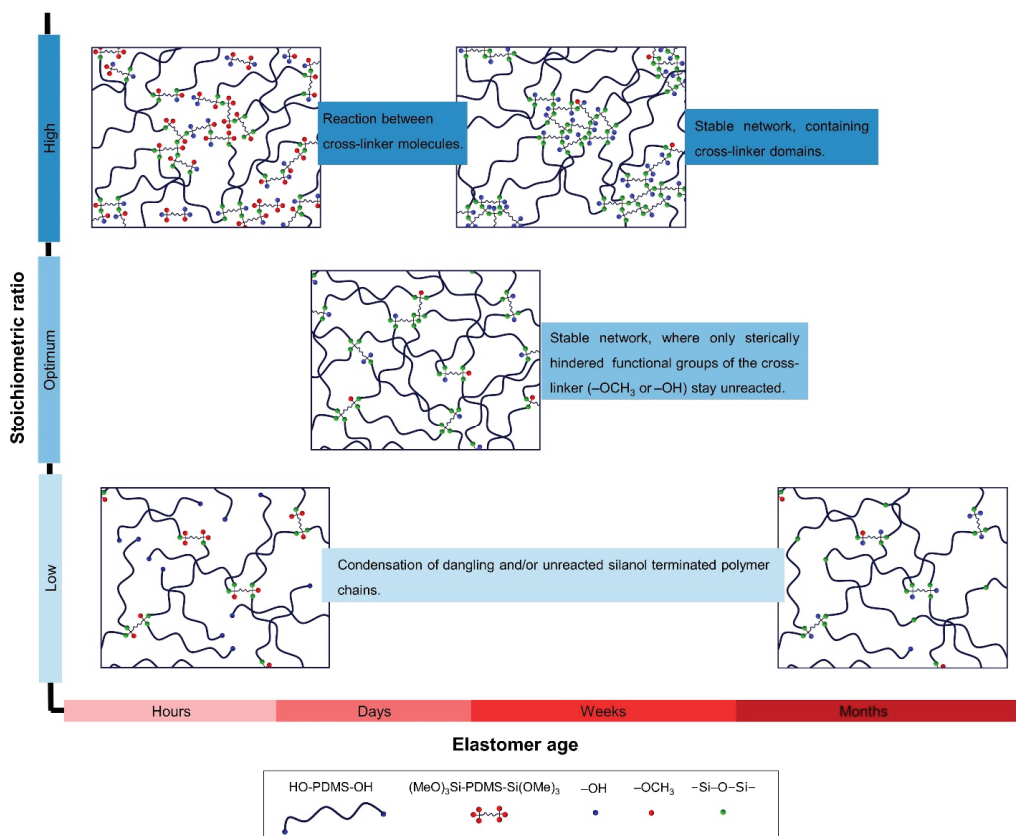 High
Reaction between
cross-linker molecules.
Stable network, containing
cross-linker domains.
Stoichiometric ratio
Optimum
Stable network, where only sterically
hindered functional groups of the cross-
linker (–OCH₃ or –OH) stay unreacted.
Low
Condensation of dangling and/or unreacted silanol terminated polymer
chains.
Hours
Days
Weeks
Months
Elastomer age
HO-PDMS-OH
(MeO)₃Si-PDMS-Si(OMe)₃
–OH
–OCH₃
–Si–O–Si–